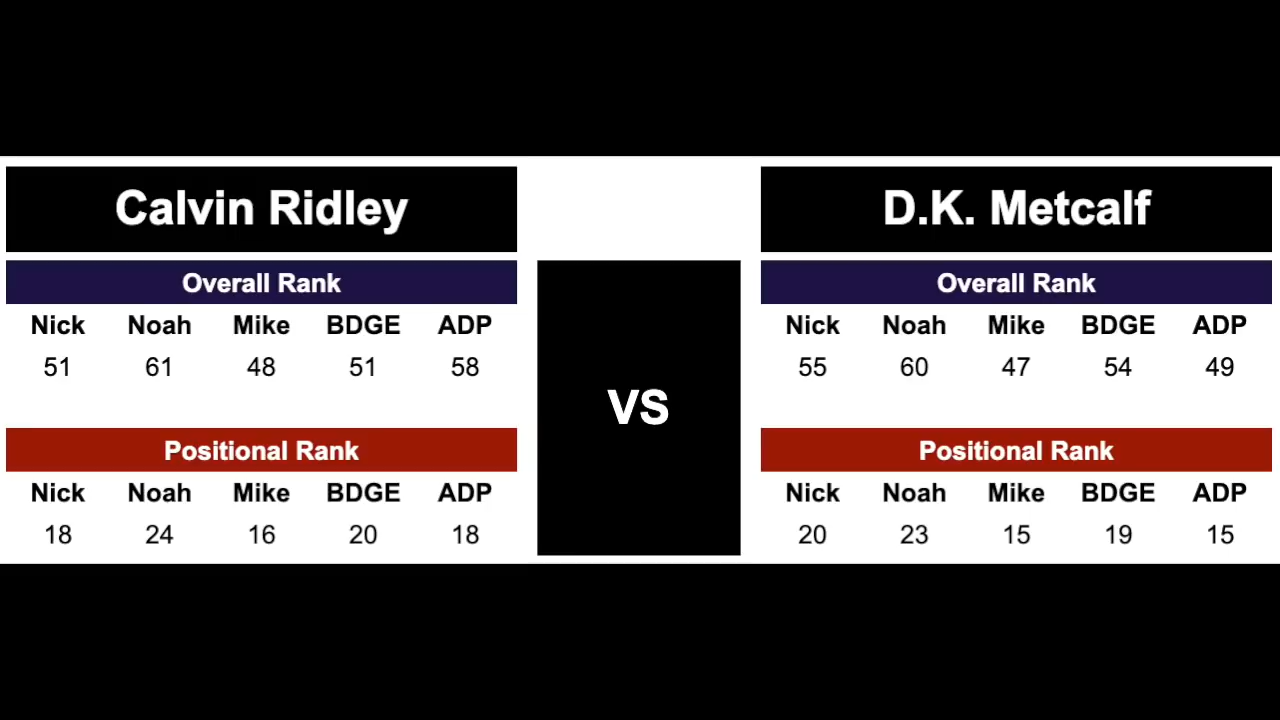 Calvin Ridley
Overall Rank
Nick Noah Mike BDGE ADP
51 61 48 51 58
Positional Rank
Nick Noah Mike BDGE ADP
18 24 16 20 18
VS
D.K. Metcalf
Overall Rank
Nick Noah Mike BDGE ADP
55 60 47 54 49
Positional Rank
Nick Noah Mike BDGE ADP
20 23 15 19 15